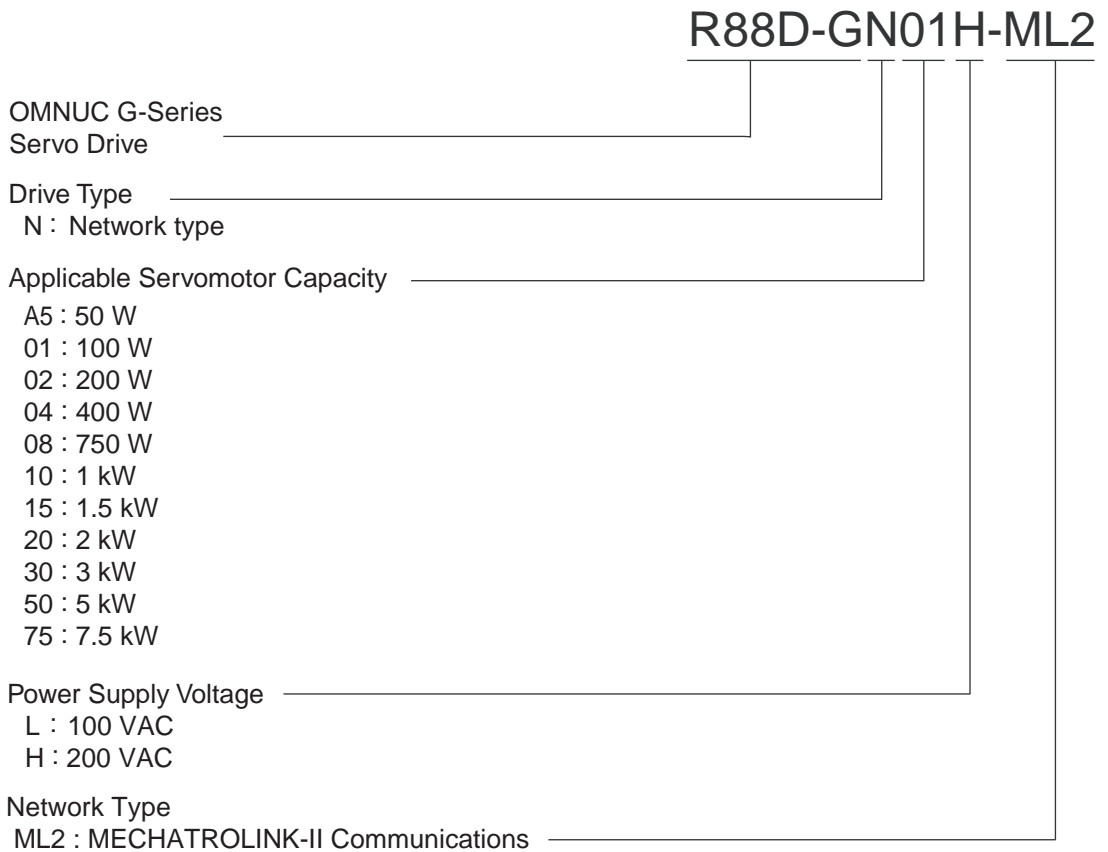 R88D-GN01H-ML2
OMNUC G-Series
Servo Drive
Drive Type
N : Network type
Applicable Servomotor Capacity
A5 : 50 W
01 : 100 W
02 : 200 W
04 : 400 W
08 : 750 W
10 : 1 kW
15 : 1.5 kW
20 : 2 kW
30 : 3 kW
50 : 5 kW
75 : 7.5 kW
Power Supply Voltage
L : 100 VAC
H : 200 VAC
Network Type
ML2 : MECHATROLINK-II Communications